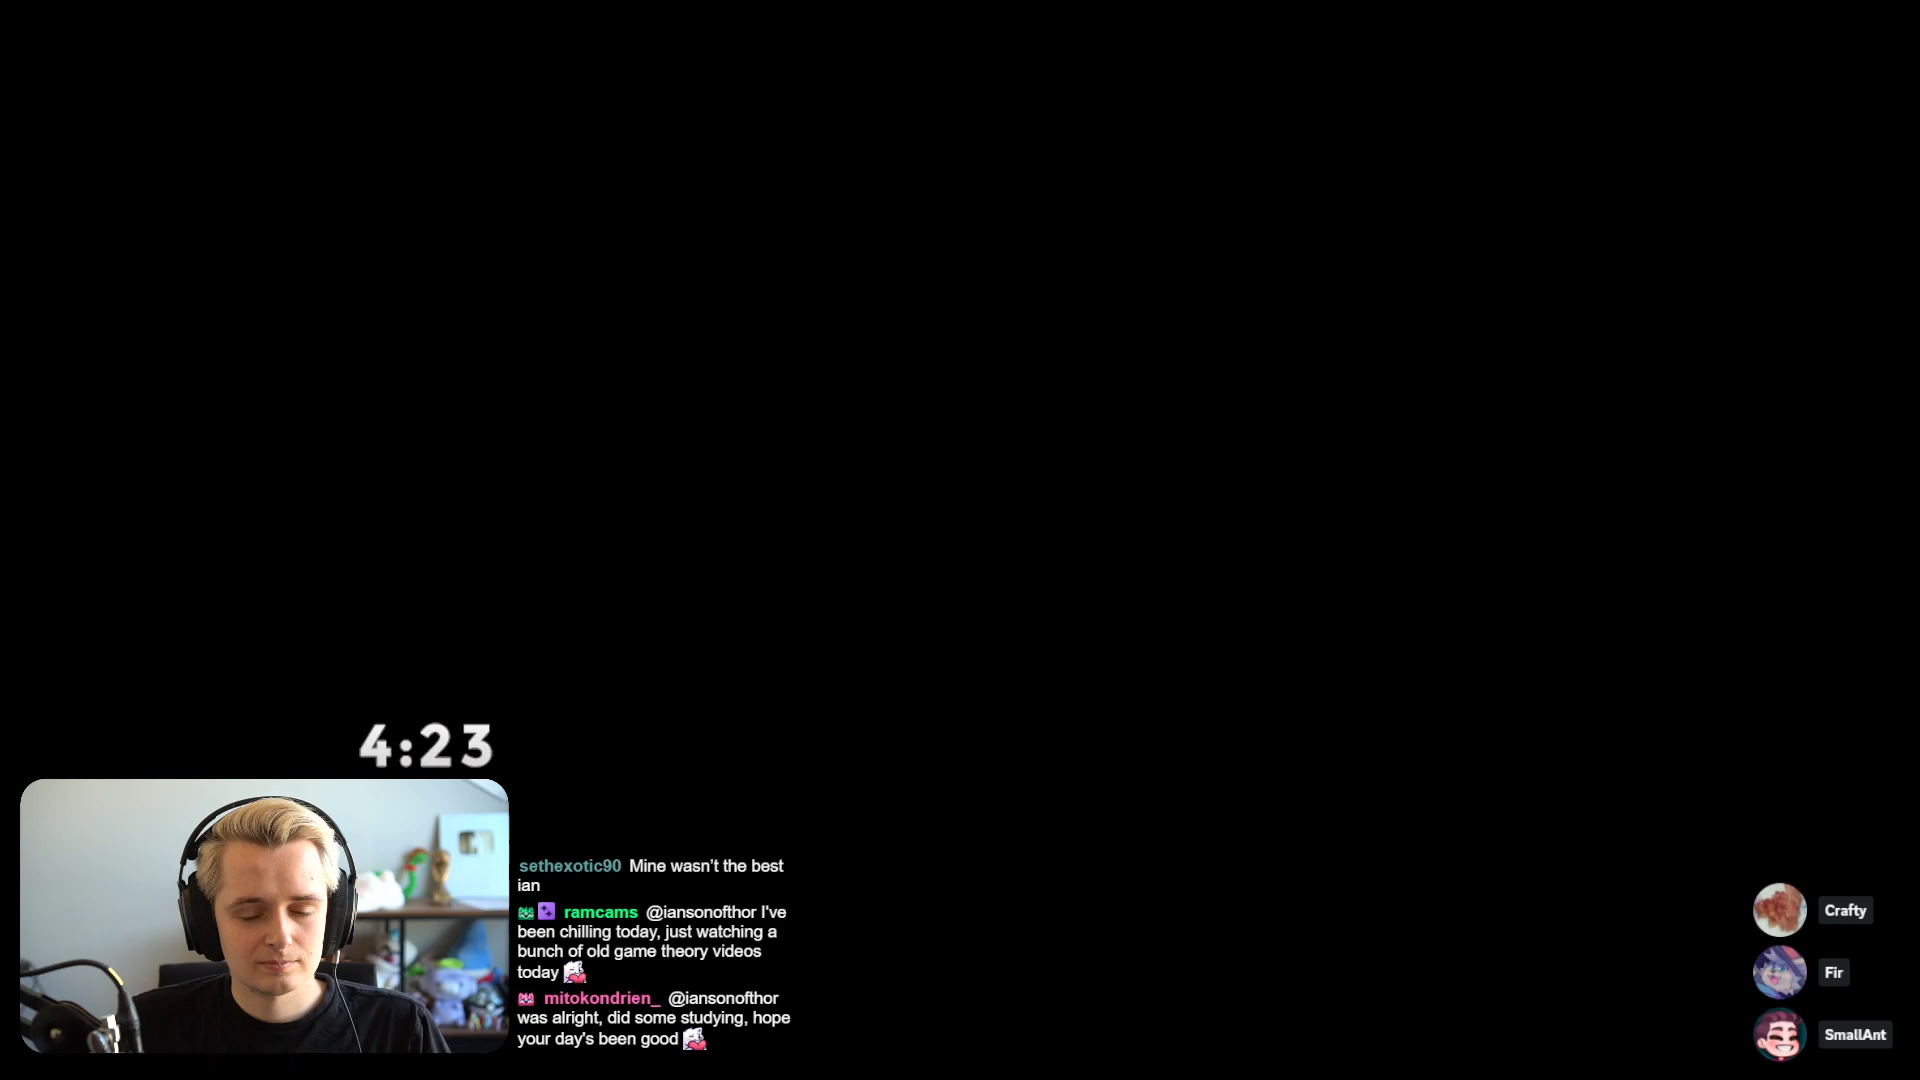 4:23
sethexotic90 Mine wasn't the best
ian
ramcams @iansonofthor I've
been chilling today, just watching a
bunch of old game theory videos
today
mitokondrien_ @iansonofthor
was alright, did some studying, hope
your day's been good
Crafty
Fir
SmallAnt